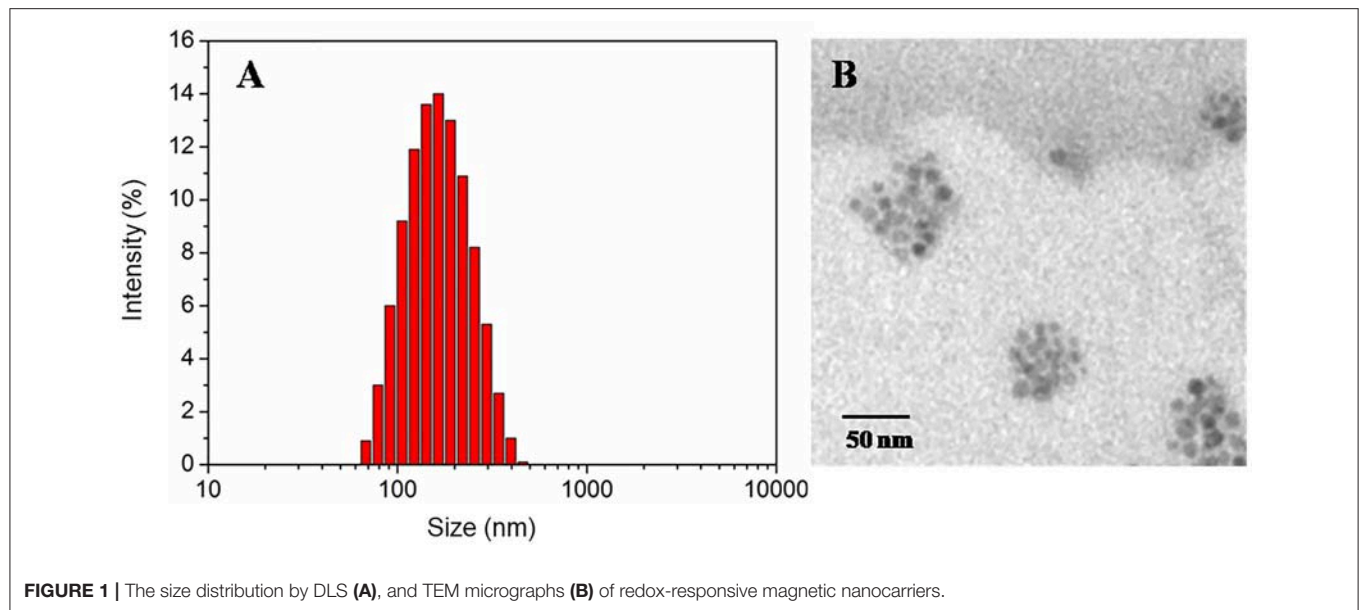 A
16
14
12
10
8
6
4
2
0
Intensity (%)
10
100
1000
10000
Size (nm)
B
50 nm
FIGURE 1 | The size distribution by DLS (A), and TEM micrographs (B) of redox-responsive magnetic nanocarriers.